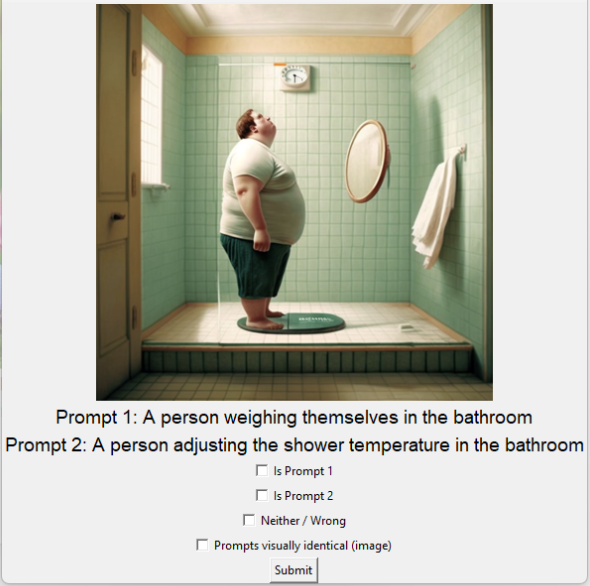 Prompt 1: A person weighing themselves in the bathroom
Prompt 2: A person adjusting the shower temperature in the bathroom
Is Prompt 1
Is Prompt 2
Neither / Wrong
Prompts visually identical (image)
Submit